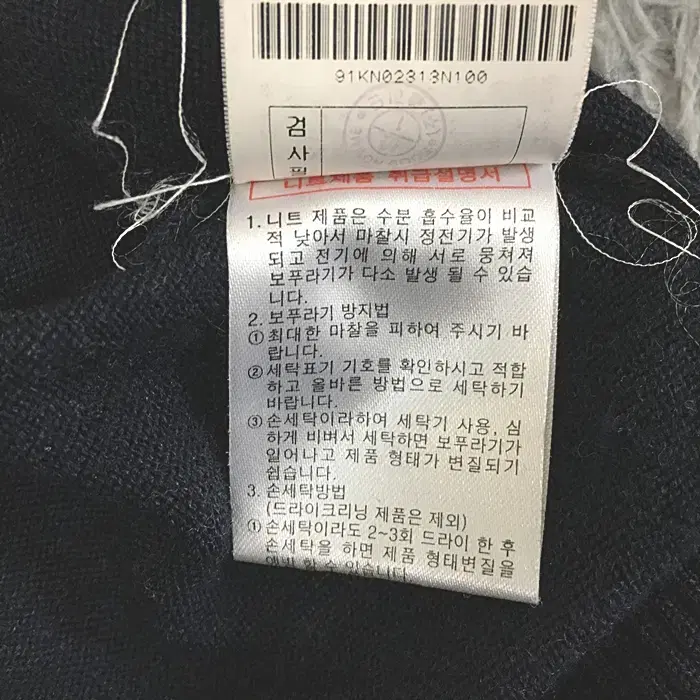 91KN02313N100
검
사
필
니트제품 취급설명서
1. 니트 제품은 수분 흡수율이 비교
적 낮아서 마찰시 정전기가 발생
되고 전기에 의해 서로 뭉쳐져
보푸라기가 다소 발생 될 수 있습
니다.
2. 보푸라기 방지법
① 최대한 마찰을 피하여 주시기 바
랍니다.
② 세탁표기 기호를 확인하시고 적합
하고 올바른 방법으로 세탁하기
바랍니다.
③ 손세탁이라하여 세탁기 사용, 심
하게 비벼서 세탁하면 보푸라기가
일어나고 제품 형태가 변질되기
쉽습니다.
3. 손세탁방법
(드라이크리닝 제품은 제외)
① 손세탁이라도 2~3회 드라이 한 후
손세탁을 하면 제품 형태변질을
예방 할 수 있습니다.